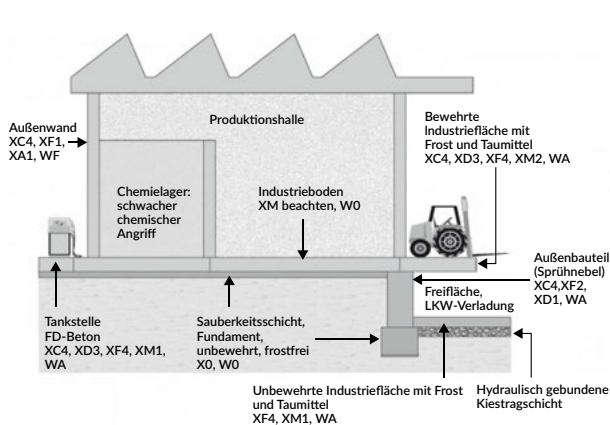 Produktionshalle
Außenwand
XC4, XF1,
XA1, WF
Bewehrte
Industriefläche mit
Frost und Taumittel
XC4, XD3, XF4, XM2, WA
Chemielager:
schwacher
chemischer
Angriff
Industrieboden
XM beachten, W0
Außenbauteil
(Sprühnebel)
XC4,XF2,
XD1, WA
Freifläche,
LKW-Verladung
Tankstelle
FD-Beton
XC4, XD3, XF4, XM1,
WA
Sauberkeitsschicht,
Fundament,
unbewehrt, frostfrei
X0, W0
Unbewehrte Industriefläche mit Frost
und Taumittel
XF4, XM1, WA
Hydraulisch gebundene
Kiestragschicht